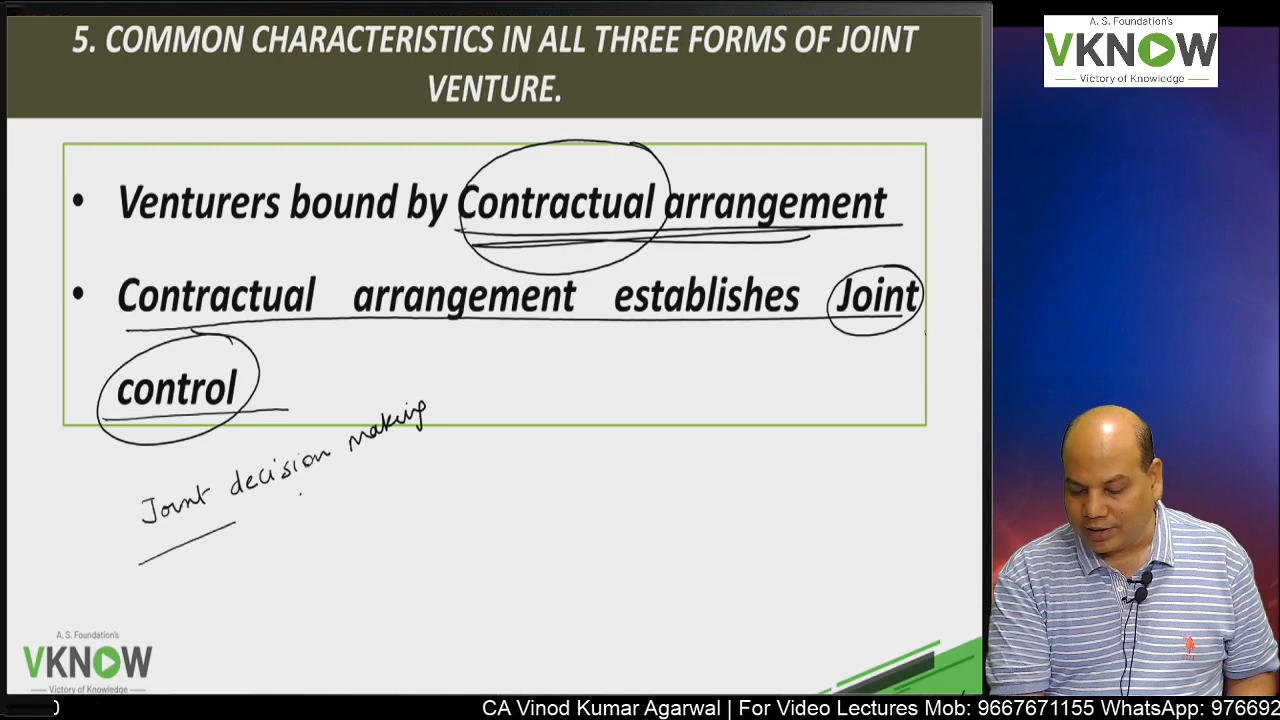 5. COMMON CHARACTERISTICS IN ALL THREE FORMS OF JOINT
VENTURE.
A. S. Foundation's
VKNOW
Victory of Knowledge
• Venturers bound by Contractual arrangement
• Contractual arrangement establishes Joint
control
Joint decision making
A. S. Foundation's
VKNOW
Victory of Knowledge
0
CA Vinod Kumar Agarwal | For Video Lectures Mob: 9667671155 WhatsApp: 976692